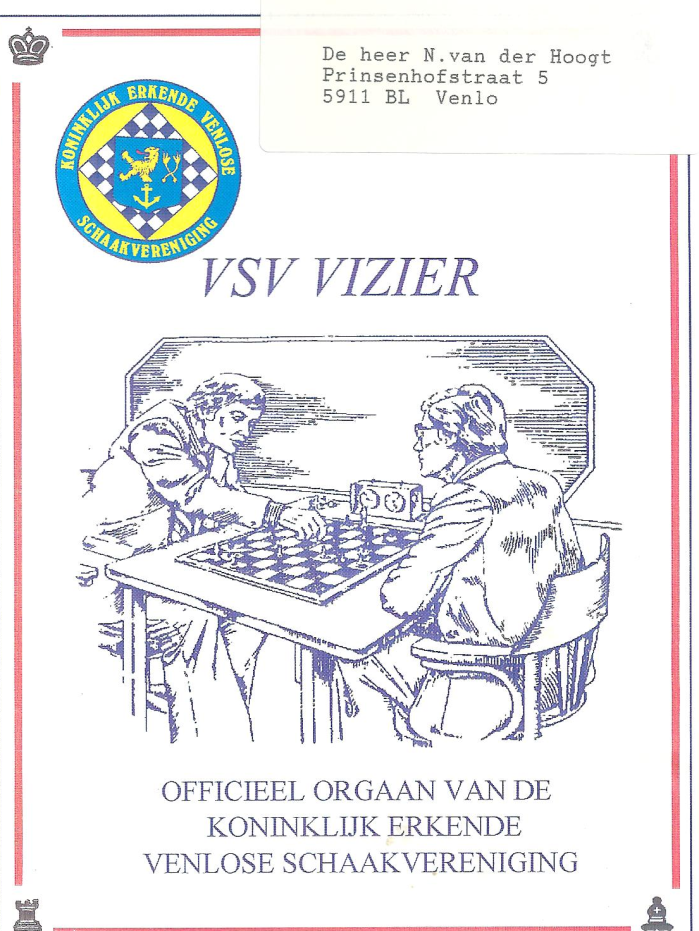 De heer N.van der Hoogt
Prinsenhofstraat 5
5911 BL Venlo
KONINKLIJK ERKENDE VENLOSE
SCHAAKVERENIGING
VSV VIZIER
OFFICIEEL ORGAAN VAN DE
KONINKLIJK ERKENDE
VENLOSE SCHAAKVERENIGING